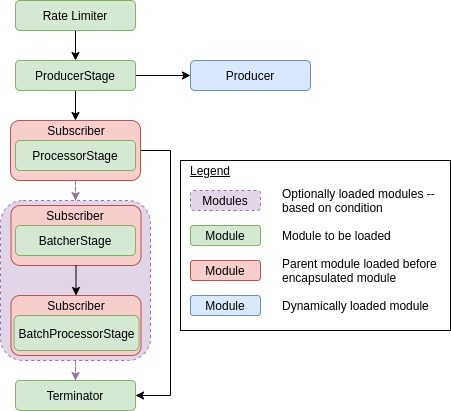 Rate Limiter
ProducerStage
Producer
Subscriber
ProcessorStage
Subscriber
BatcherStage
Subscriber
BatchProcessorStage
Terminator
Legend
Modules
Optionally loaded modules --
based on condition
Module
Module to be loaded
Module
Parent module loaded before
encapsulated module
Module
Dynamically loaded module